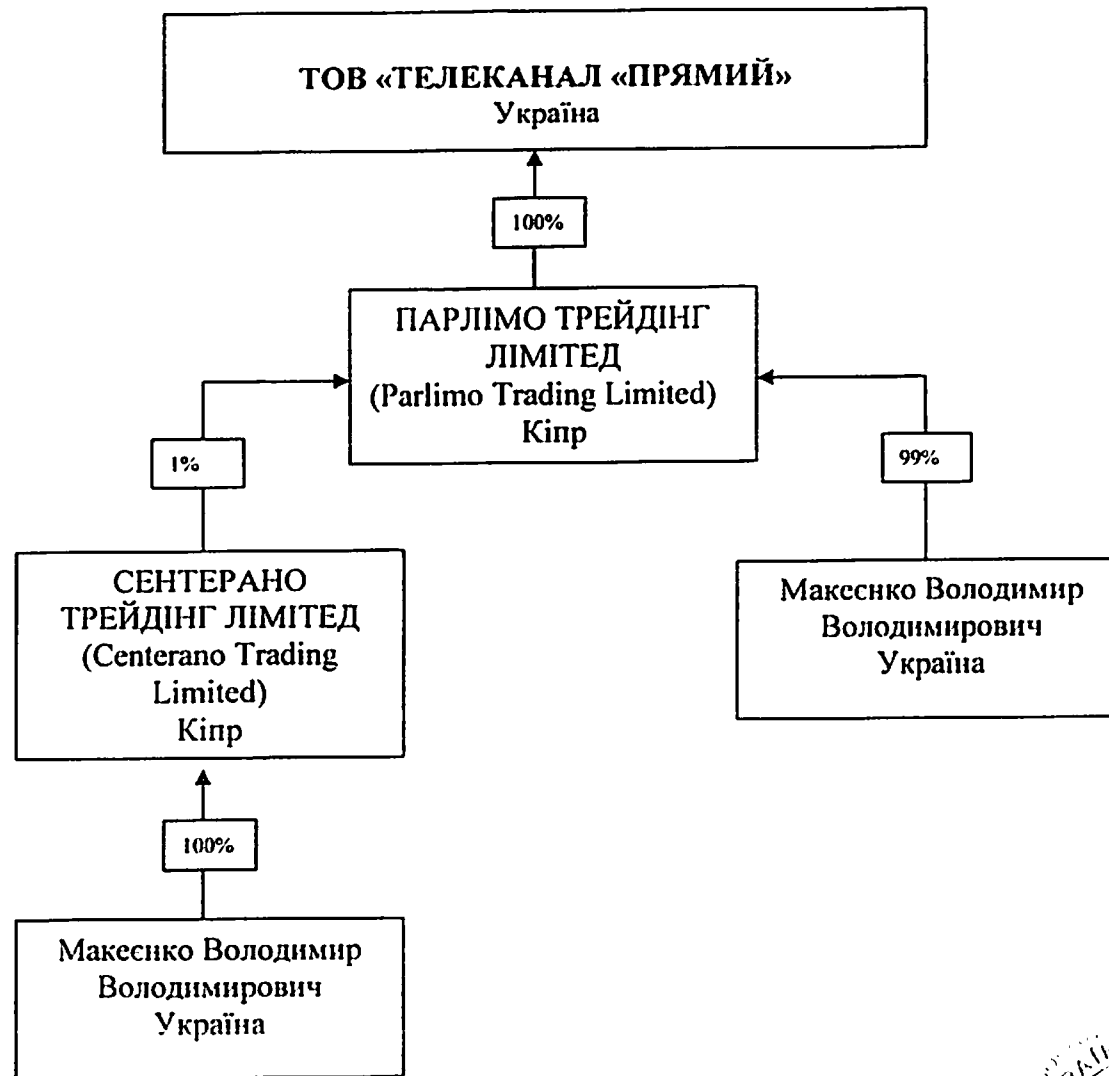 ТОВ «ТЕЛЕКАНАЛ «ПРЯМИЙ»
Україна
100%
ПАРЛІМО ТРЕЙДІНГ
ЛІМІТЕД
(Parlimo Trading Limited)
Кіпр
1%
99%
СЕНТЕРАНО
ТРЕЙДІНГ ЛІМІТЕД
(Centerano Trading
Limited)
Кіпр
Макеєнко Володимир
Володимирович
Україна
100%
Макеєнко Володимир
Володимирович
Україна